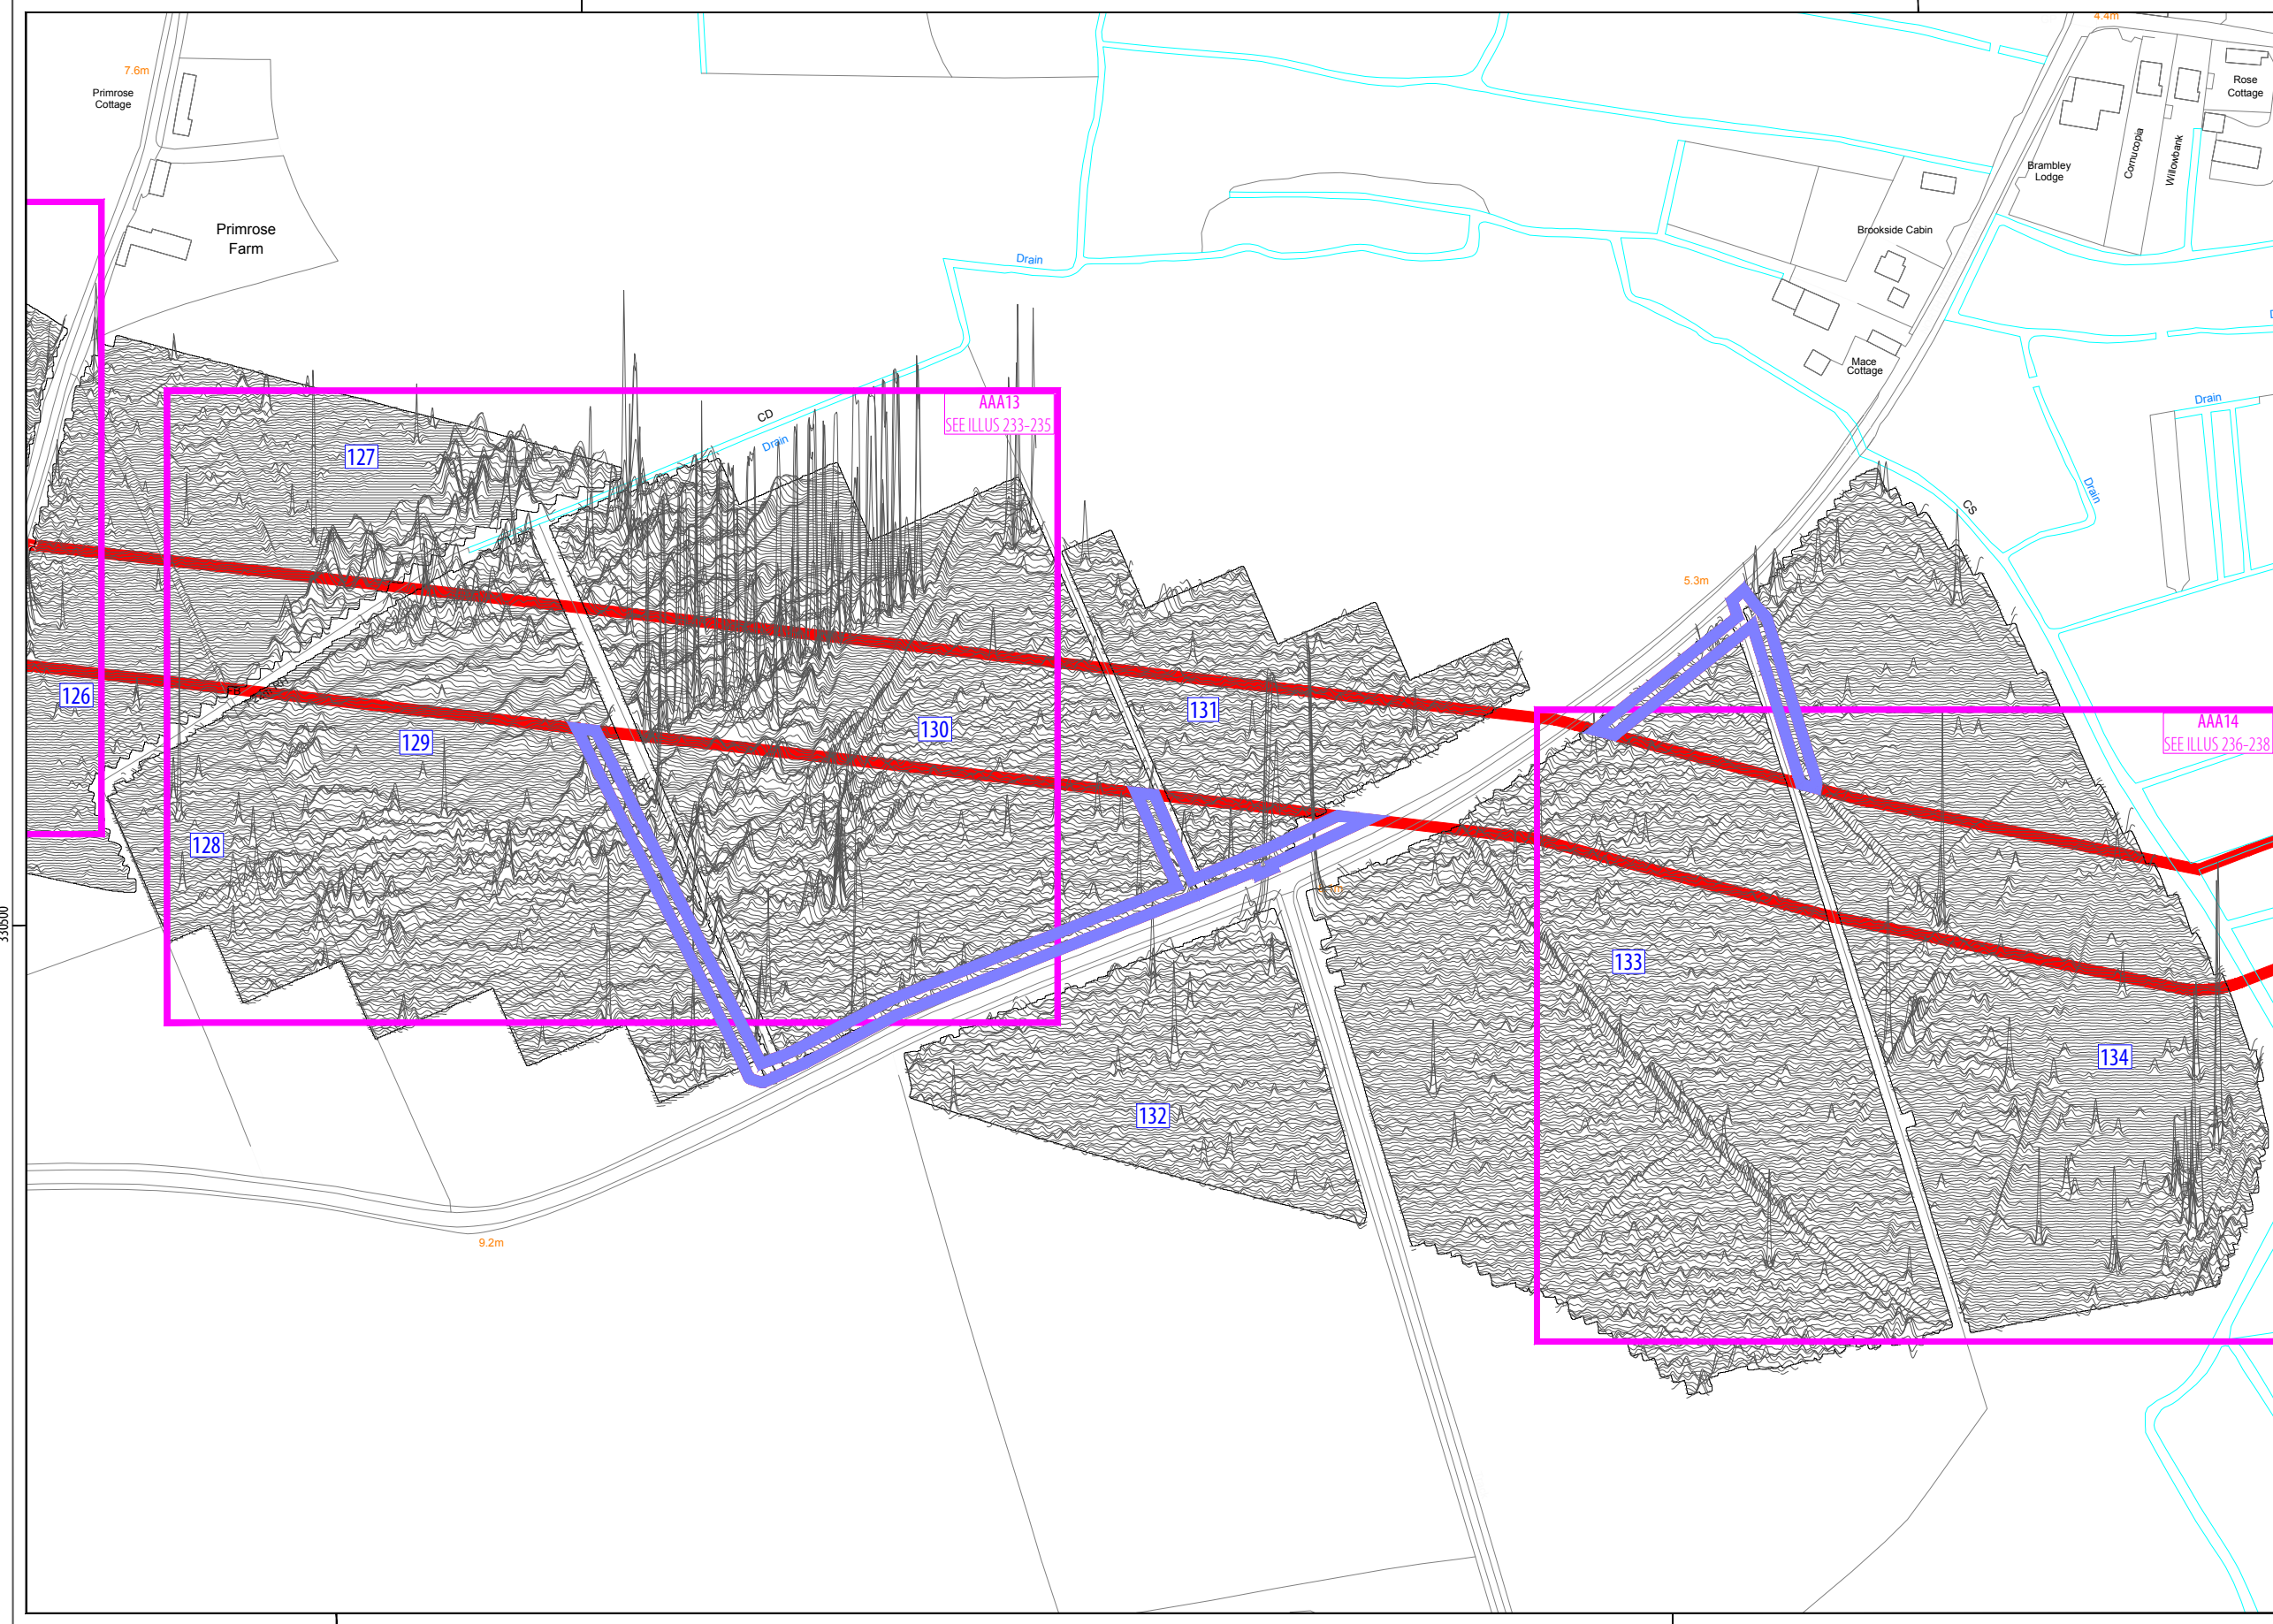 4.4m
7.6m
Primrose
Cottage
Rose
Cottage
Cornucopia
Willowbank
Brambley
Lodge
Primrose
Farm
Brookside Cabin
Drain
Mace
Cottage
Drain
AAA13
SEE ILLUS 233-235
CD
Drain
127
Drain
CS
5.3m
FB
126
131
130
129
AAA14
SEE ILLUS 236-238
128
330500
133
134
132
9.2m